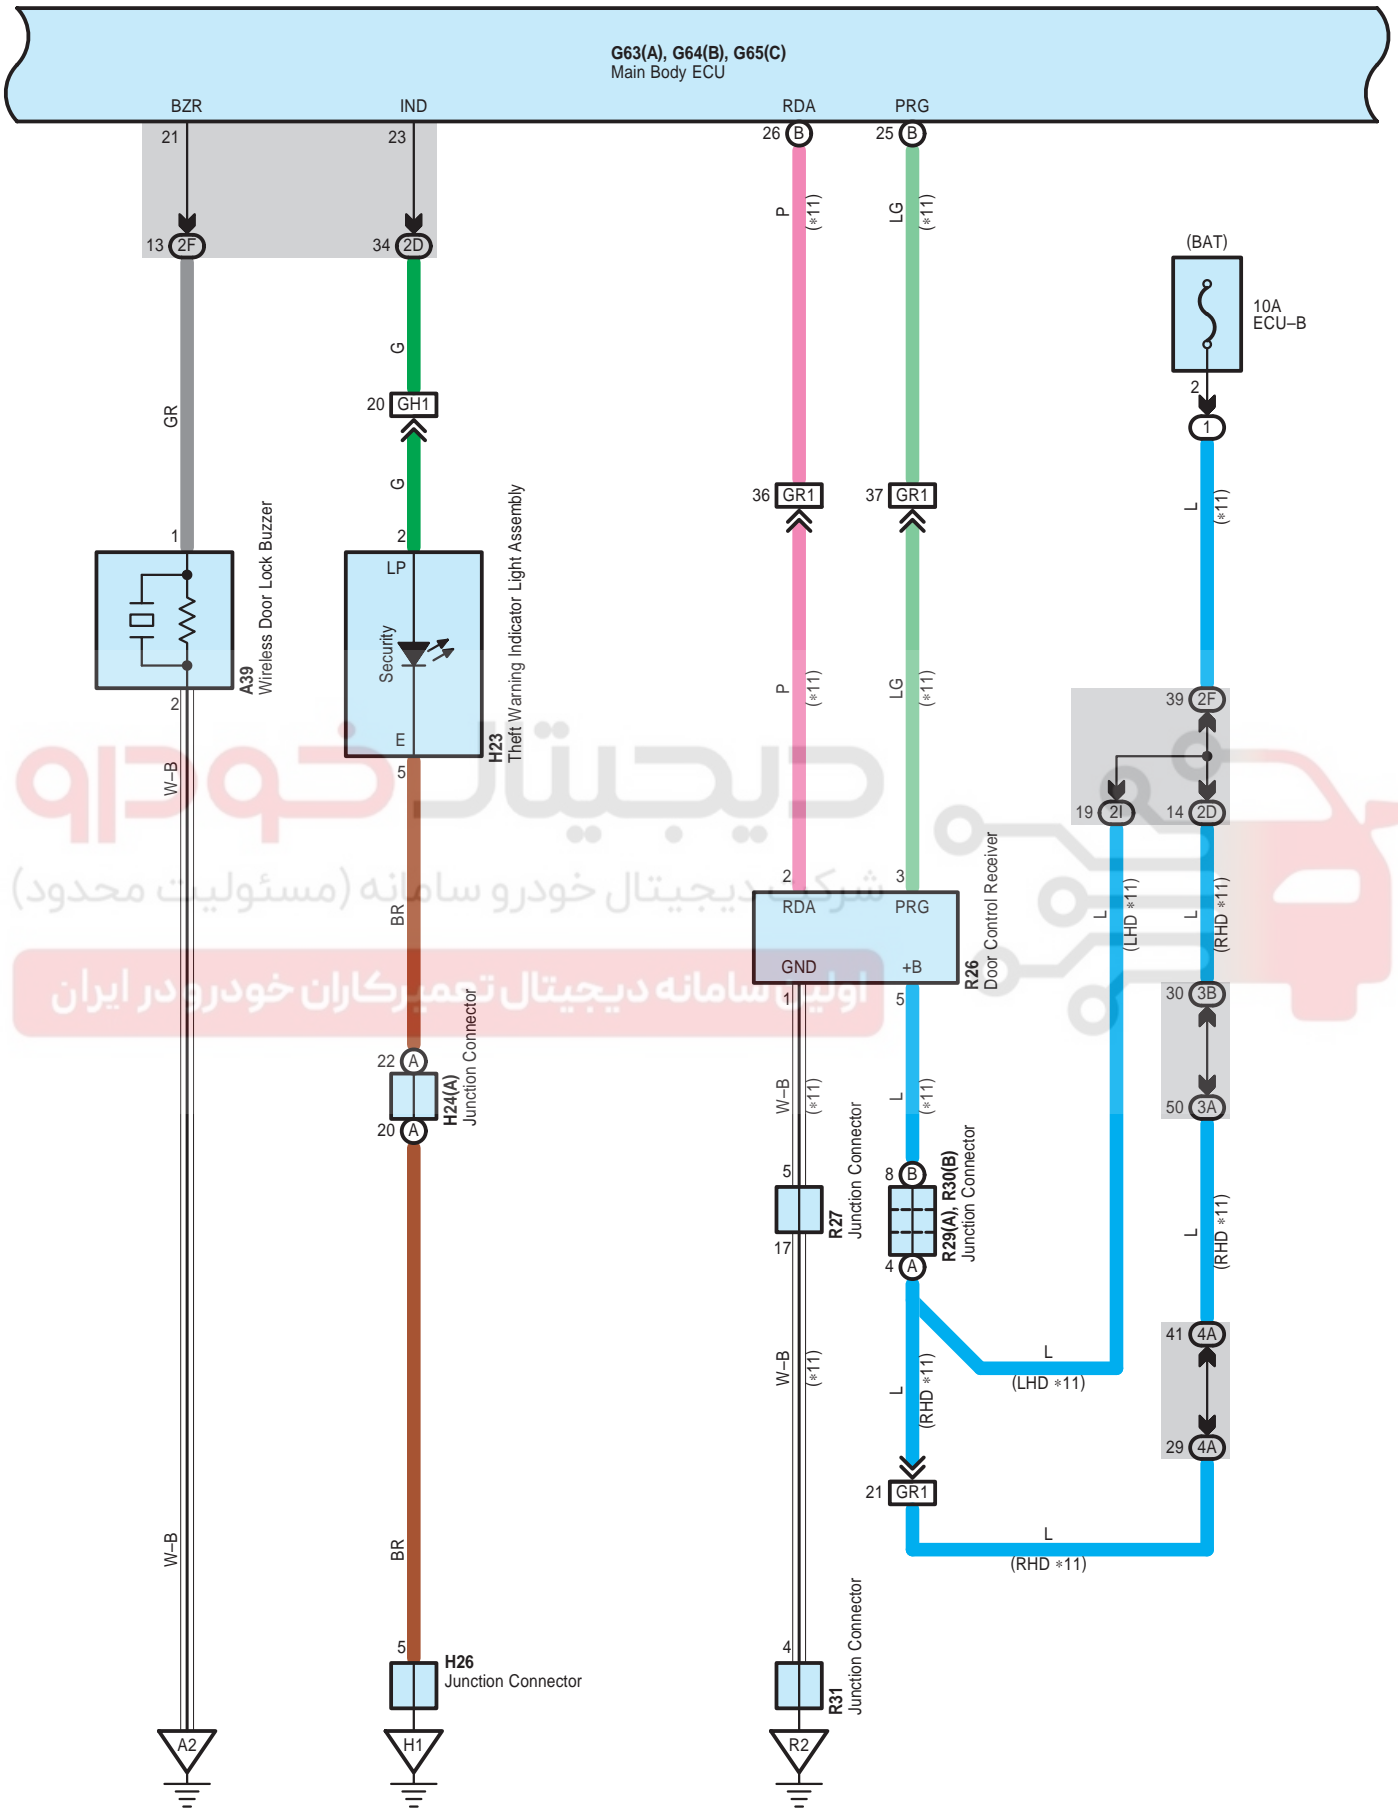 G63(A), G64(B), G65(C)
Main Body ECU
BZR
IND
RDA
PRG
21
23
26 B
25 B
13 2F
34 2D
P
(*11)
LG
(*11)
(BAT)
10A
ECU-B
2
1
GR
G
20 GH1
G
36 GR1
37 GR1
L
(*11)
1
A39
Wireless Door Lock Buzzer
2
2
LP
Security
E
5
H23
Theft Warning Indicator Light Assembly
P
(*11)
LG
(*11)
39 2F
19 2I
14 2D
W-B
دیجیتال خودرو
شرکت دیجیتال خودرو سامانه (مسئولیت محدود)
اولین سامانه دیجیتال تعمیرکاران خودرو در ایران
BR
2
3
RDA
PRG
GND
+B
1
5
R26
Door Control Receiver
L
(LHD *11)
L
(RHD *11)
30 3B
50 3A
22 A
20 A
H24(A)
Junction Connector
W-B
(*11)
L
(*11)
5
17
R27
Junction Connector
8 B
4 A
R29(A), R30(B)
Junction Connector
L
(RHD *11)
41 4A
29 4A
W-B
(*11)
L
(RHD *11)
L
(LHD *11)
21 GR1
L
(RHD *11)
W-B
BR
5
H26
Junction Connector
4
R31
Junction Connector
A2
H1
R2